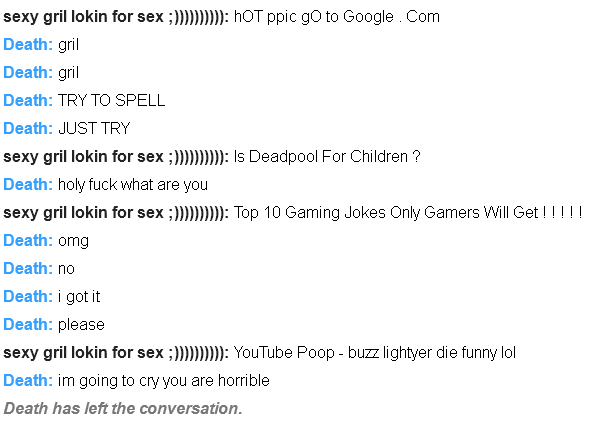 sexy gril lokin for sex ;)))))))))): hOT ppic gO to Google . Com
Death: gril
Death: gril
Death: TRY TO SPELL
Death: JUST TRY
sexy gril lokin for sex ;)))))))))): Is Deadpool For Children ?
Death: holy fuck what are you
sexy gril lokin for sex ;)))))))))): Top 10 Gaming Jokes Only Gamers Will Get ! ! ! ! !
Death: omg
Death: no
Death: i got it
Death: please
sexy gril lokin for sex ;)))))))))): YouTube Poop - buzz lightyer die funny lol
Death: im going to cry you are horrible
Death has left the conversation.